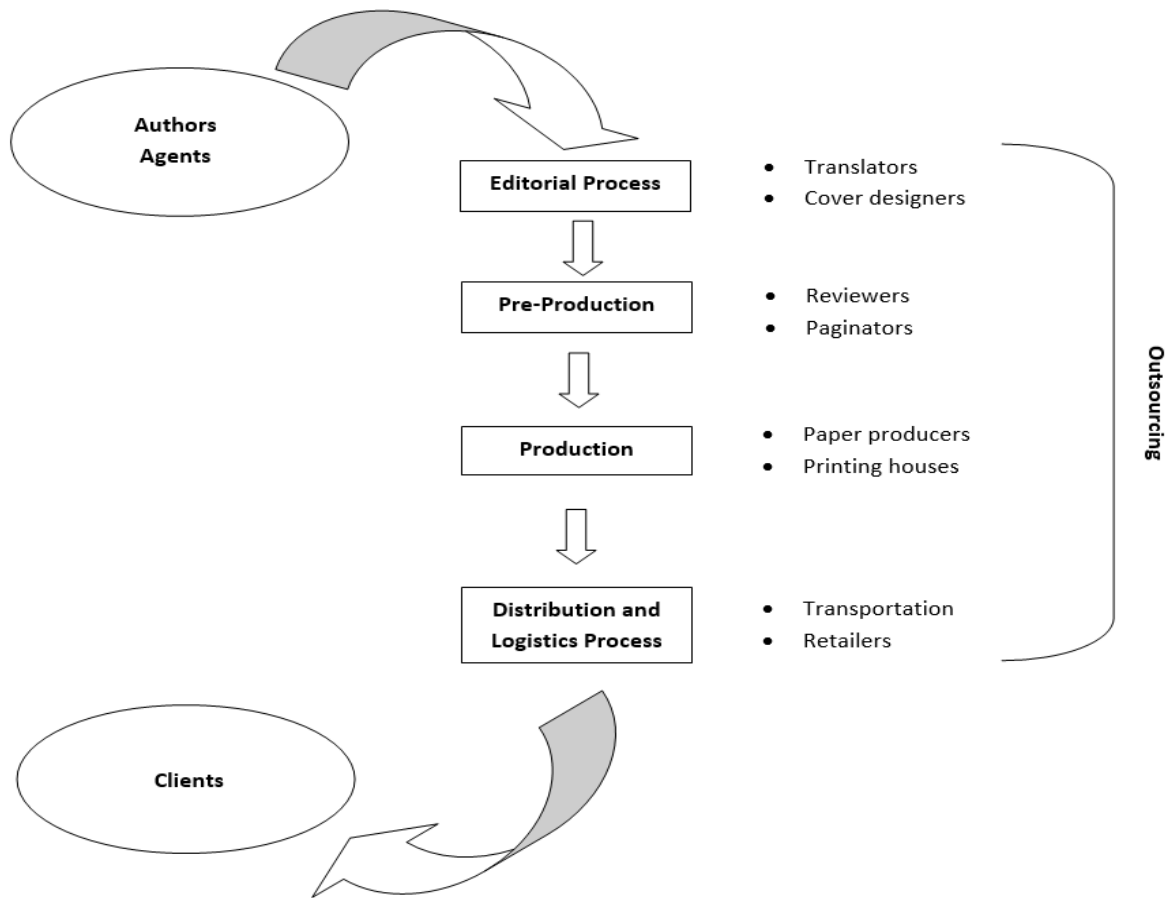 Authors
Agents
Editorial Process
• Translators
• Cover designers
Pre-Production
• Reviewers
• Paginators
Production
• Paper producers
• Printing houses
Distribution and
Logistics Process
• Transportation
• Retailers
Outsourcing
Clients